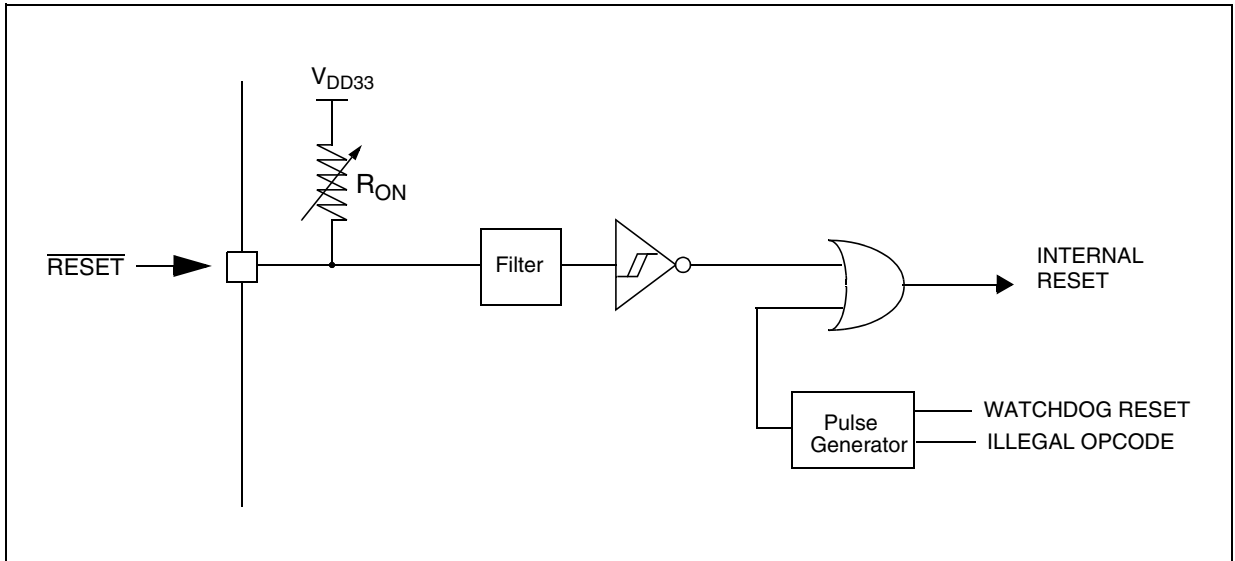 VDD33
RON
RESET
Filter
INTERNAL
RESET
Pulse
Generator
WATCHDOG RESET
ILLEGAL OPCODE